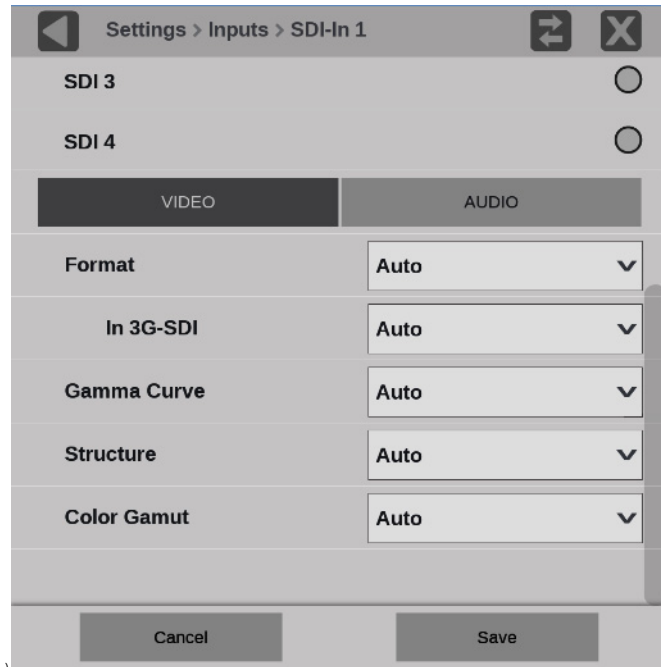 Settings > Inputs > SDI-In 1
SDI 3
SDI 4
VIDEO AUDIO
Format Auto
In 3G-SDI Auto
Gamma Curve Auto
Structure Auto
Color Gamut Auto
Cancel Save